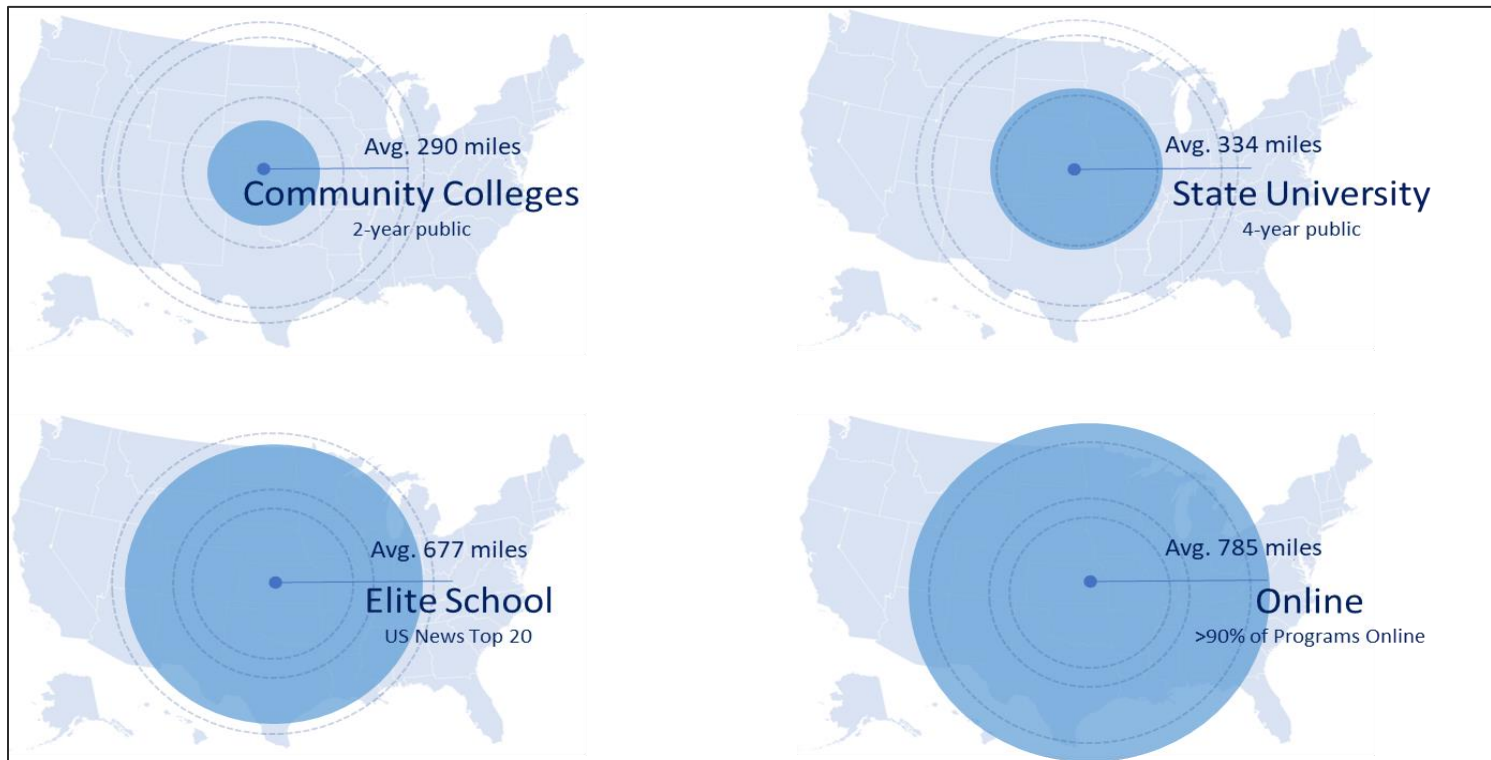 Avg. 290 miles
Community Colleges
2-year public
Avg. 334 miles
State University
4-year public
Avg. 677 miles
Elite School
US News Top 20
Avg. 785 miles
Online
>90% of Programs Online